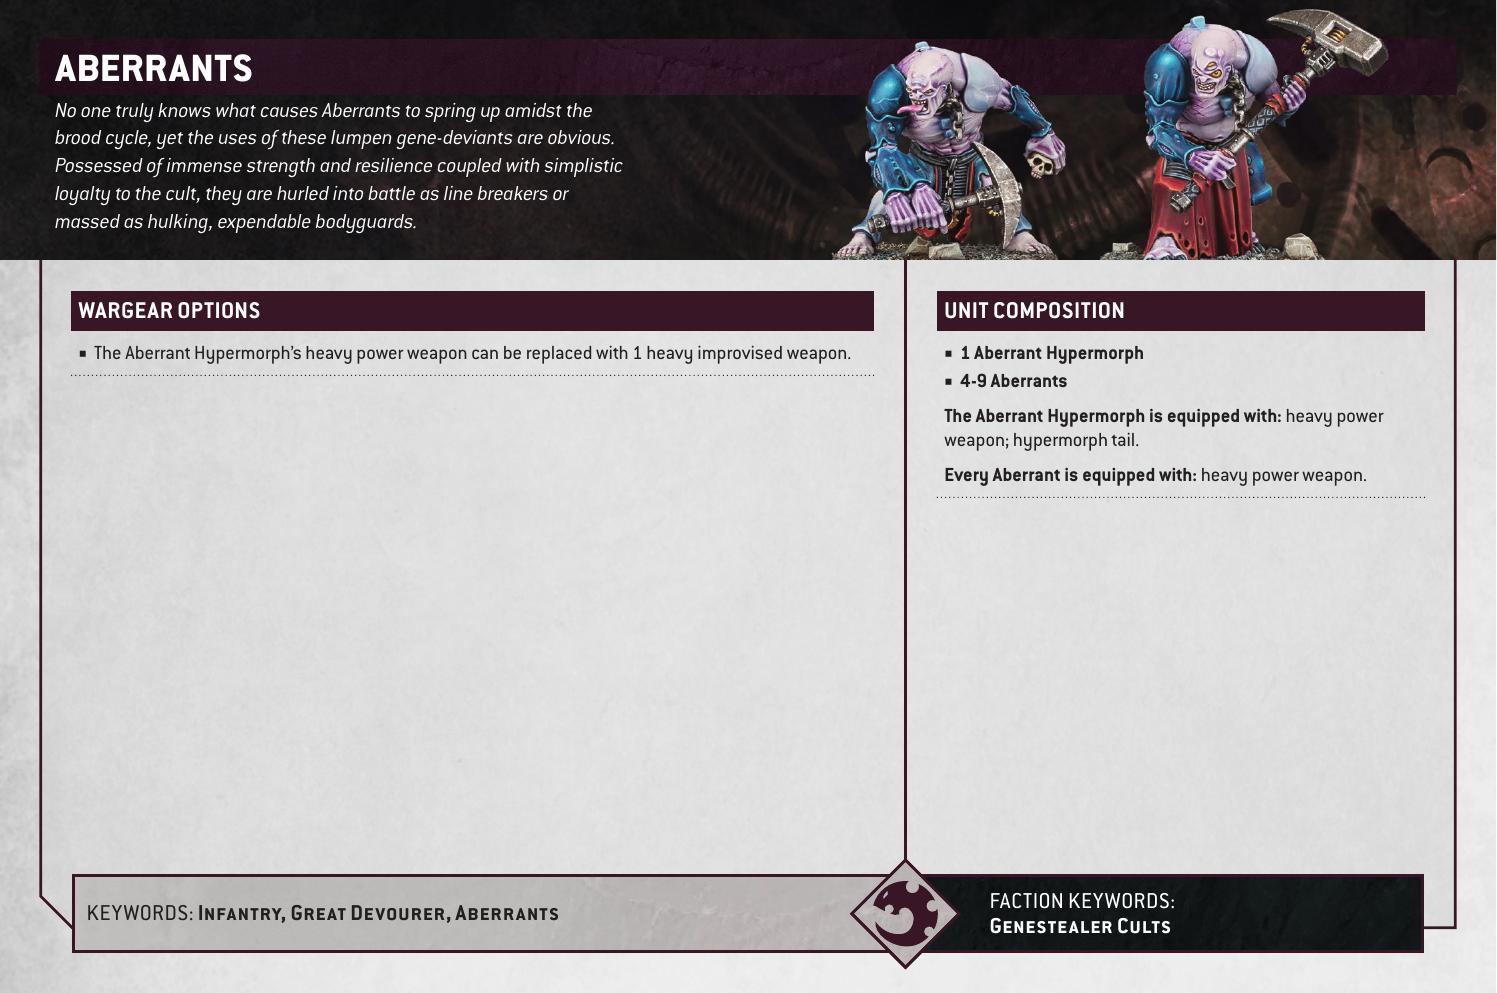 ABERRANTS
No one truly knows what causes Aberrants to spring up amidst the
brood cycle, yet the uses of these lumpen gene-deviants are obvious.
Possessed of immense strength and resilience coupled with simplistic
loyalty to the cult, they are hurled into battle as line breakers or
massed as hulking, expendable bodyguards.
WARGEAR OPTIONS
▪ The Aberrant Hypermorph’s heavy power weapon can be replaced with 1 heavy improvised weapon.
UNIT COMPOSITION
▪ 1 Aberrant Hypermorph
▪ 4-9 Aberrants
The Aberrant Hypermorph is equipped with: heavy power
weapon; hypermorph tail.
Every Aberrant is equipped with: heavy power weapon.
KEYWORDS: Infantry, Great Devourer, Aberrants
FACTION KEYWORDS:
Genestealer Cults